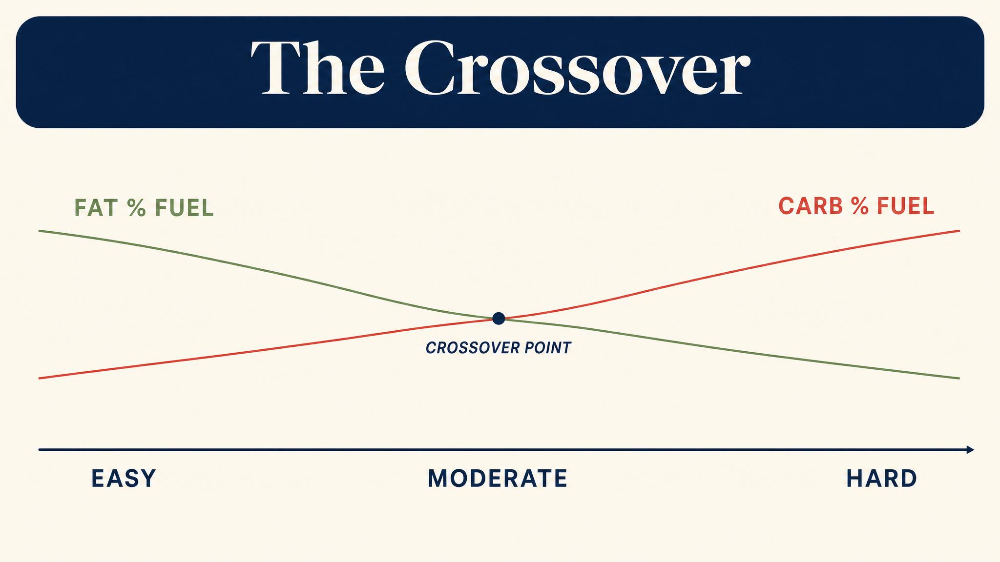 The Crossover
FAT % FUEL
CARB % FUEL
CROSSOVER POINT
EASY
MODERATE
HARD